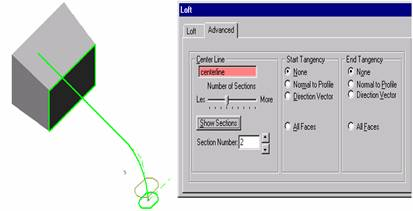 Loft
Loft Advanced
Center Line
centerline
Number of Sections
Les More
Show Sections
Section Number: 2
Start Tangency
None
Normal to Profile
Direction Vector
All Faces
End Tangency
None
Normal to Profile
Direction Vector
All Faces